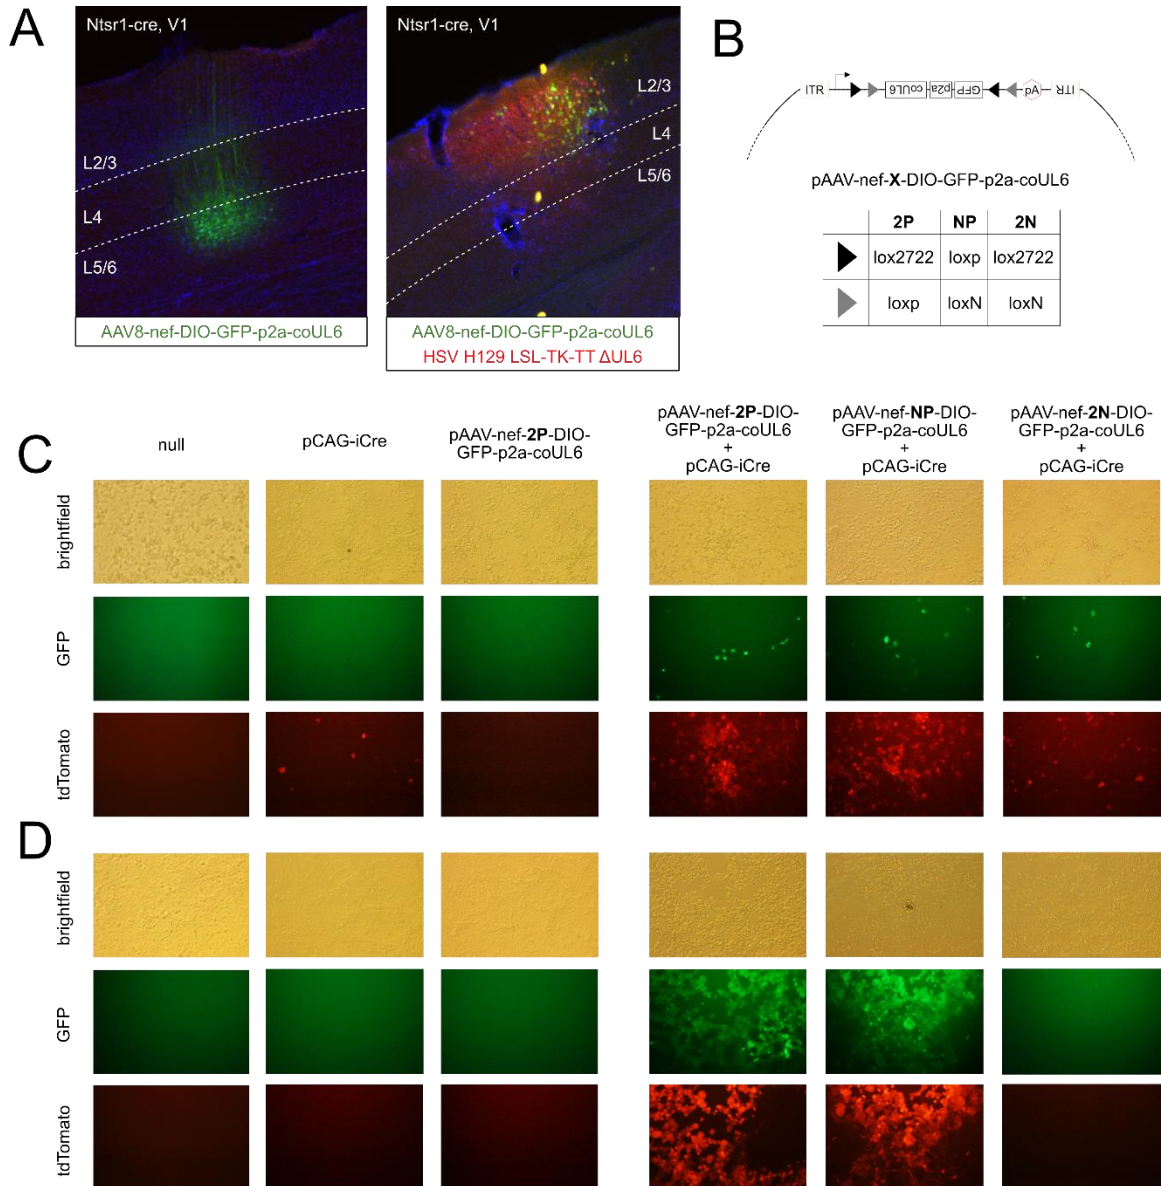 A
Ntsr1-cre, V1
L2/3
L4
L5/6
AAV8-nef-DIO-GFP-p2a-coUL6
Ntsr1-cre, V1
L2/3
L4
L5/6
AAV8-nef-DIO-GFP-p2a-coUL6
HSV H129 LSL-TK-TT ΔUL6
B
ITR coUL6 p2a GFP pA ITR
pAAV-nef-X-DIO-GFP-p2a-coUL6
2P NP 2N
lox2722 loxp lox2722
loxp loxN loxN
C
null
pCAG-iCre
pAAV-nef-2P-DIO-
GFP-p2a-coUL6
pAAV-nef-2P-DIO-
GFP-p2a-coUL6
+
pCAG-iCre
pAAV-nef-NP-DIO-
GFP-p2a-coUL6
+
pCAG-iCre
pAAV-nef-2N-DIO-
GFP-p2a-coUL6
+
pCAG-iCre
brightfield
GFP
tdTomato
D
brightfield
GFP
tdTomato